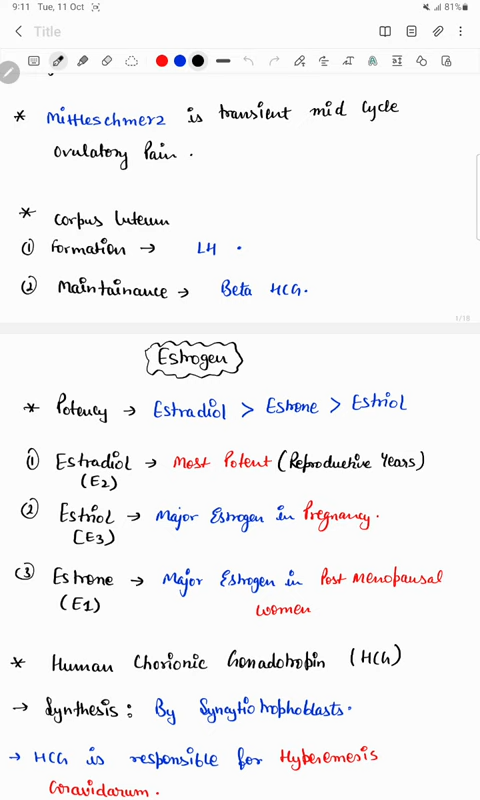 9:11 Tue, 11 Oct 81%
Title
* Mittleschmerz is transient mid cycle
ovulatory Pain.
* Corpus luteum
① Formation → LH.
② Maintainance → Beta HCG.
1/18
Estrogen
* Potency → Estradiol > Estrone > Estriol
① Estradiol → Most Potent (Reproductive Years)
(E2)
② Estriol → Major Estrogen in Pregnancy.
[E3)
③ Estrone → Major Estrogen in Post Menopausal
(E1) women
* Human Chorionic Gonadotropin (HCG)
→ Synthesis: By Syncytiotrophoblasts.
→ HCG is responsible for Hyperemesis
Gravidarum.